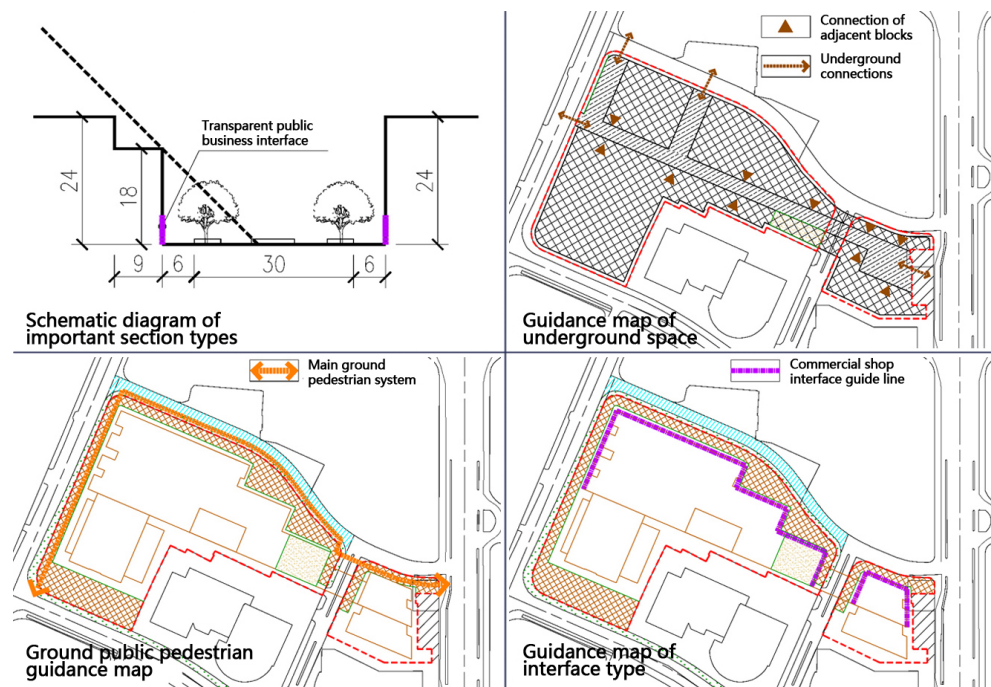 Transparent public
business interface
24
18
24
9
6
30
6
Schematic diagram of
important section types
Connection of
adjacent blocks
Underground
connections
Guidance map of
underground space
Main ground
pedestrian system
Ground public pedestrian
guidance map
Commercial shop
interface guide line
Guidance map of
interface type